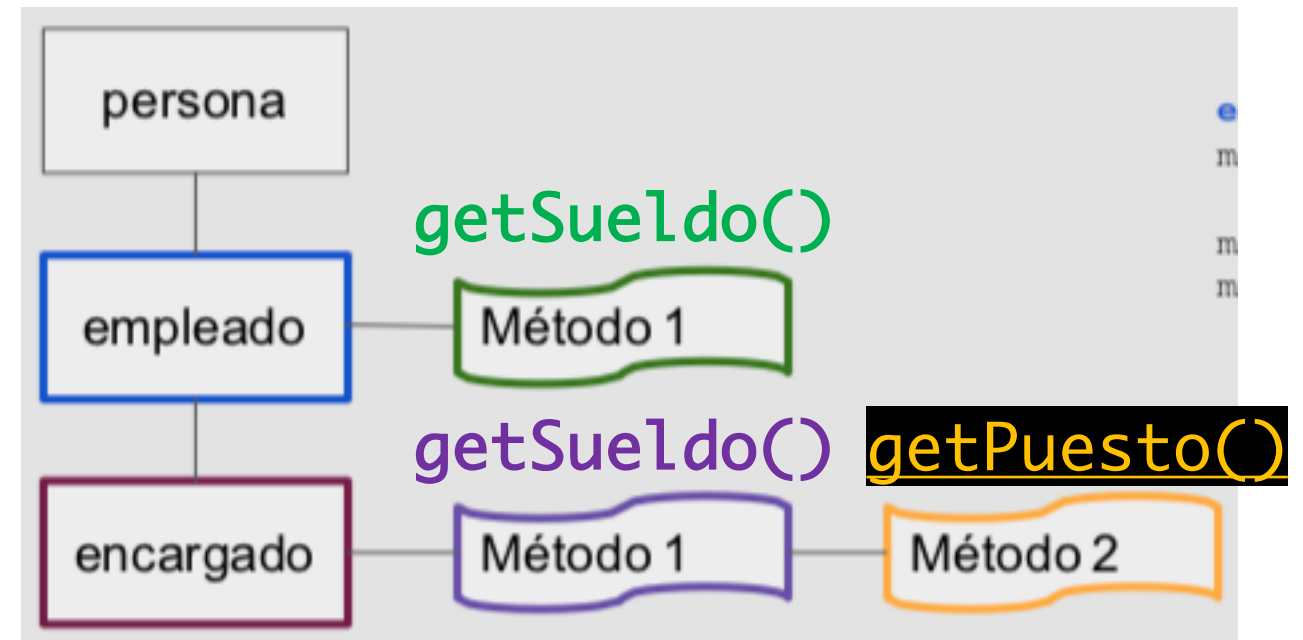 persona
e
m
getSueldo()
m
empleado
Método 1
m
getSueldo()
getPuesto()
encargado
Método 1
Método 2